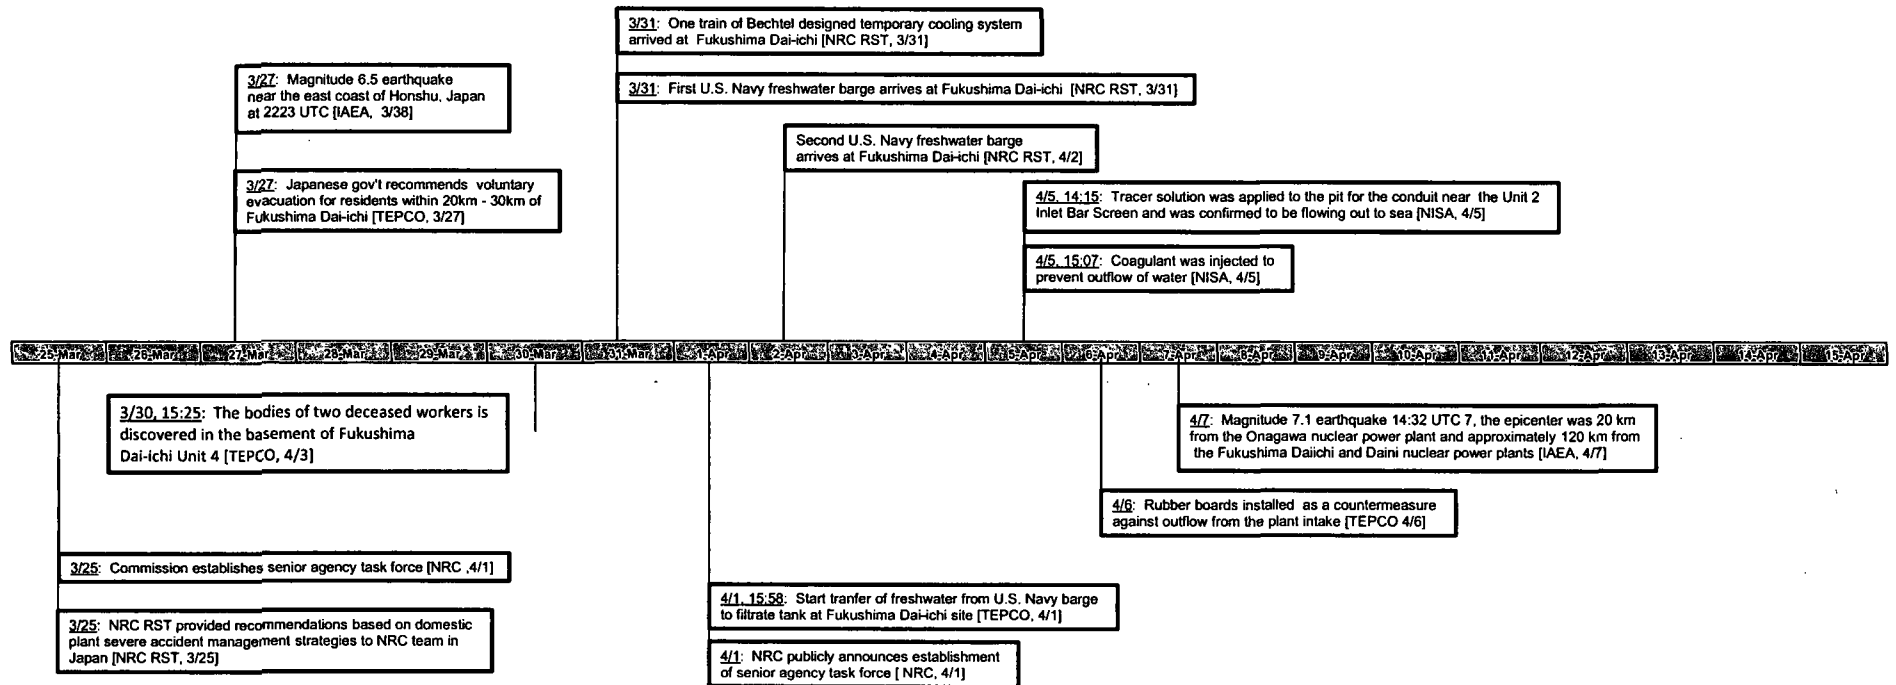 3/31: One train of Bechtel designed temporary cooling system
arrived at Fukushima Dai-ichi [NRC RST, 3/31]
3/27: Magnitude 6.5 earthquake
near the east coast of Honshu, Japan
at 2223 UTC [IAEA, 3/38]
3/31: First U.S. Navy freshwater barge arrives at Fukushima Dai-ichi [NRC RST, 3/31]
Second U.S. Navy freshwater barge
arrives at Fukushima Dai-ichi [NRC RST, 4/2]
3/27: Japanese gov't recommends voluntary
evacuation for residents within 20km - 30km of
Fukushima Dai-ichi [TEPCO, 3/27]
4/5, 14:15: Tracer solution was applied to the pit for the conduit near the Unit 2
Inlet Bar Screen and was confirmed to be flowing out to sea [NISA, 4/5]
4/5, 15:07: Coagulant was injected to
prevent outflow of water [NISA, 4/5]
25-Mar 26-Mar 27-Mar 28-Mar 29-Mar 30-Mar 31-Mar 1-Apr 2-Apr 3-Apr 4-Apr 5-Apr 6-Apr 7-Apr 8-Apr 9-Apr 10-Apr 11-Apr 12-Apr 13-Apr 14-Apr 15-Apr
3/30, 15:25: The bodies of two deceased workers is
discovered in the basement of Fukushima
Dai-ichi Unit 4 [TEPCO, 4/3]
4/7: Magnitude 7.1 earthquake 14:32 UTC 7, the epicenter was 20 km
from the Onagawa nuclear power plant and approximately 120 km from
the Fukushima Daiichi and Daini nuclear power plants [IAEA, 4/7]
4/6: Rubber boards installed as a countermeasure
against outflow from the plant intake [TEPCO 4/6]
3/25: Commission establishes senior agency task force [NRC ,4/1]
3/25: NRC RST provided recommendations based on domestic
plant severe accident management strategies to NRC team in
Japan [NRC RST, 3/25]
4/1, 15:58: Start tranfer of freshwater from U.S. Navy barge
to filtrate tank at Fukushima Dai-ichi site [TEPCO, 4/1]
4/1: NRC publicly announces establishment
of senior agency task force [ NRC, 4/1]